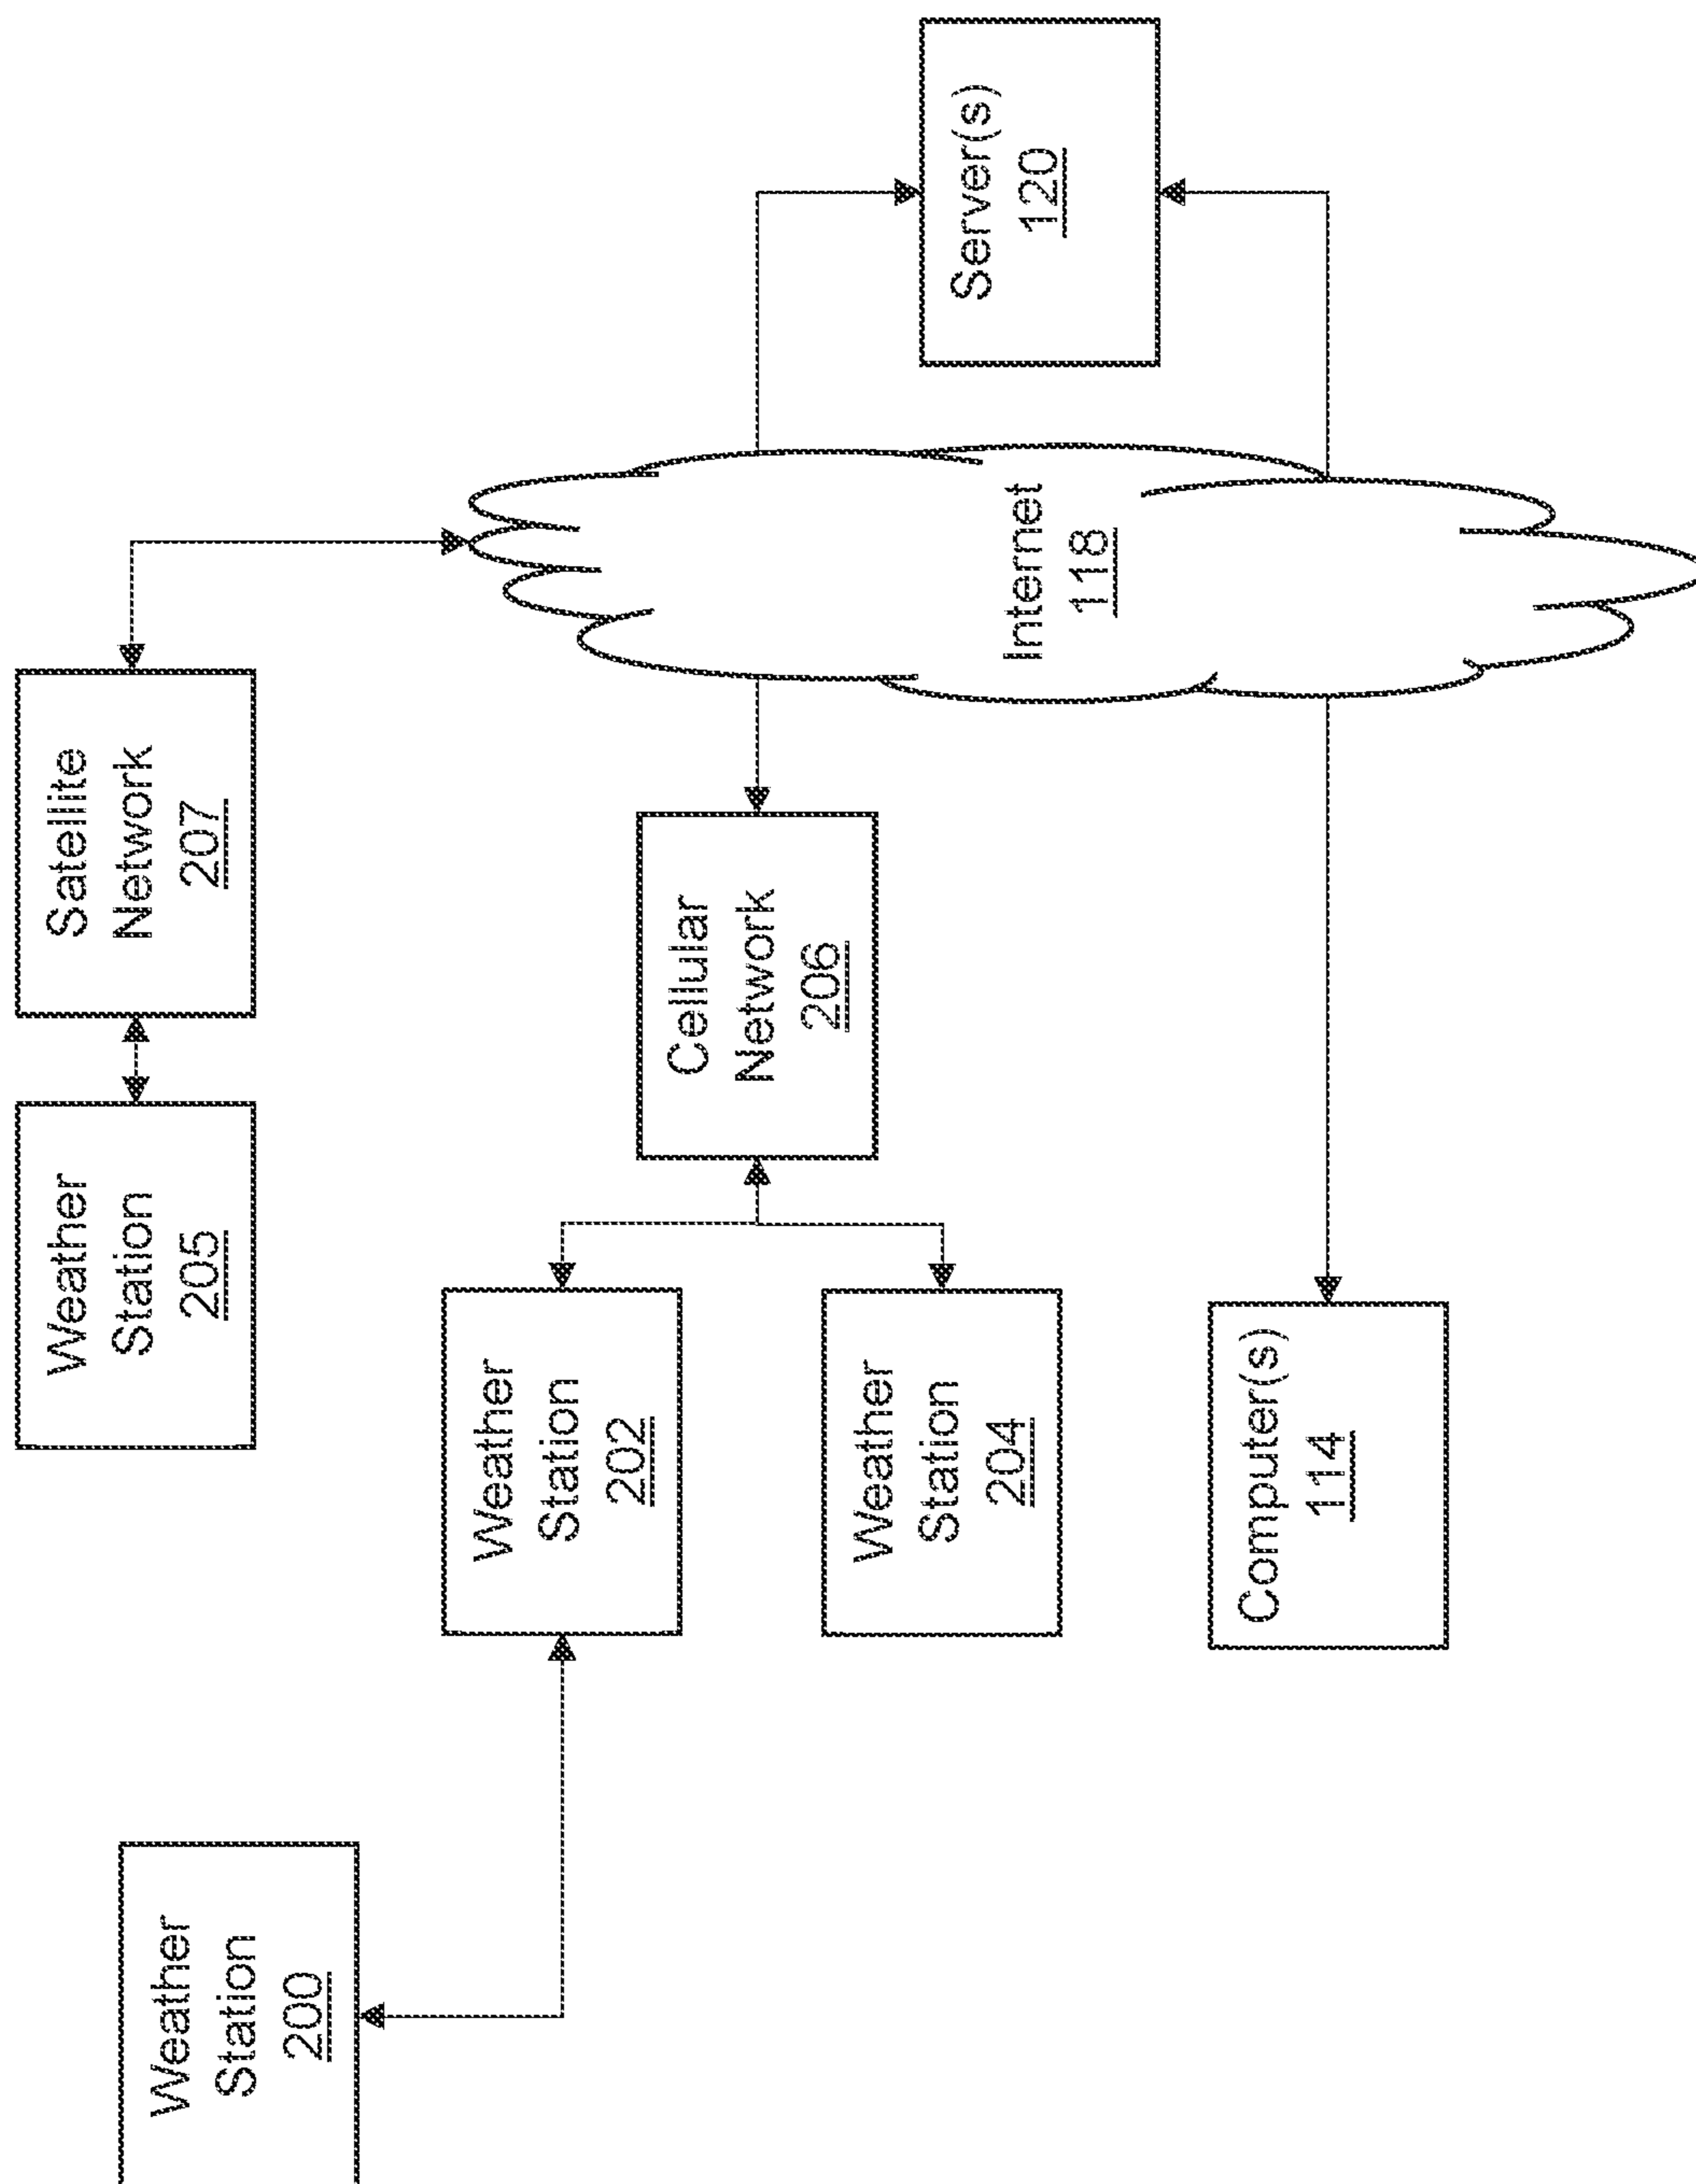 Weather
Station
205
Satellite
Network
207
Weather
Station
200
Weather
Station
202
Cellular
Network
206
Internet
118
Server(s)
120
Weather
Station
204
Computer(s)
114